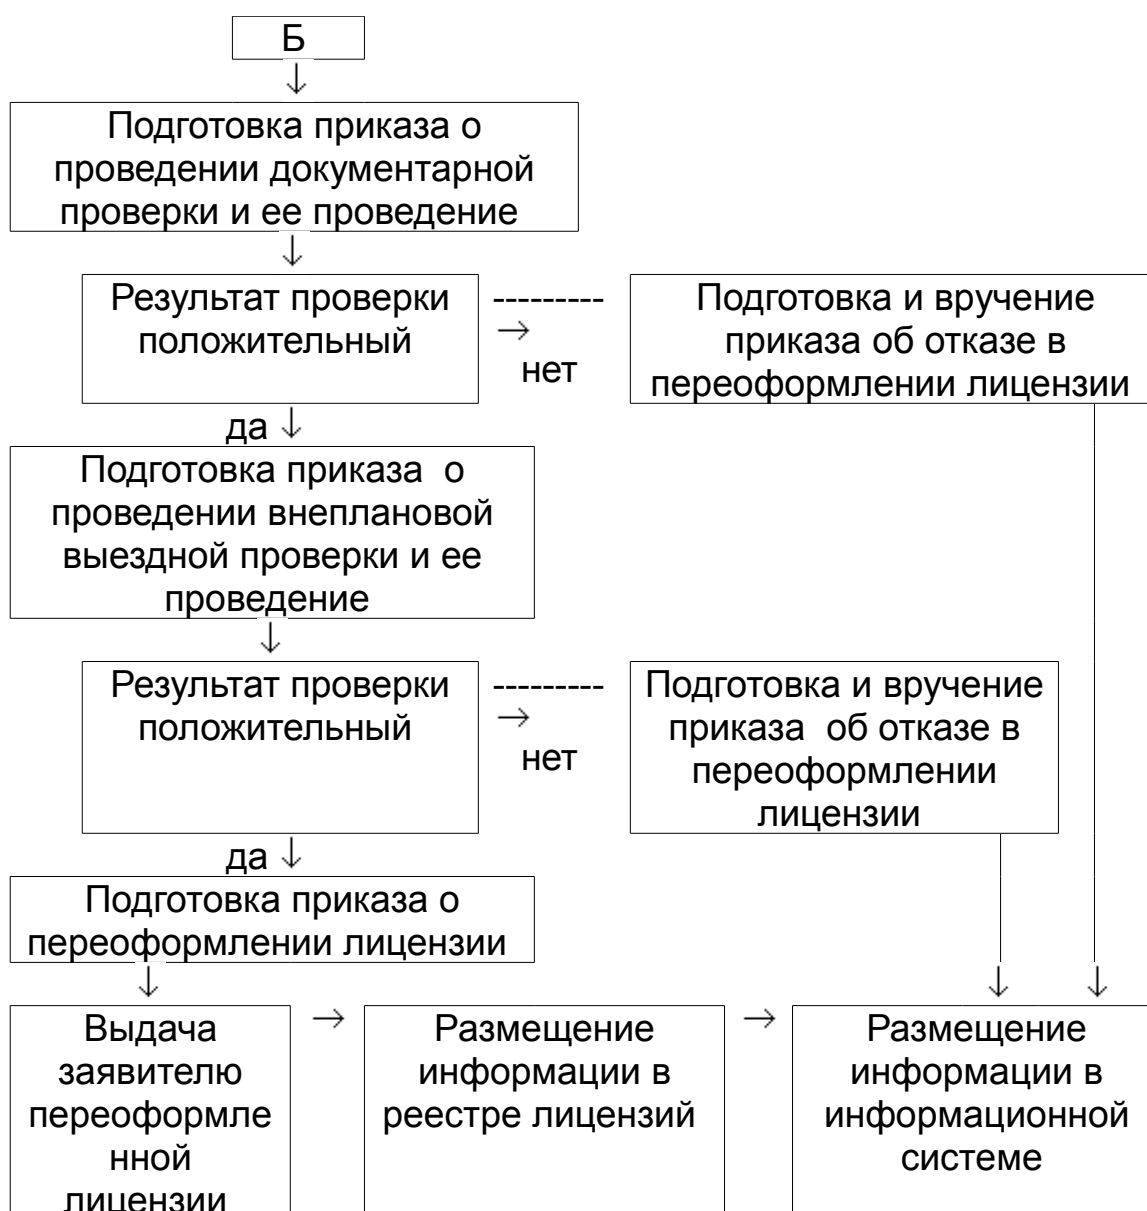 Б
↓
Подготовка приказа о
проведении документарной
проверки и ее проведение
↓
Результат проверки
положительный
---------
→
нет
Подготовка и вручение
приказа об отказе в
переоформлении лицензии
да ↓
Подготовка приказа о
проведении внеплановой
выездной проверки и ее
проведение
↓
Результат проверки
положительный
---------
→
нет
Подготовка и вручение
приказа об отказе в
переоформлении
лицензии
да ↓
Подготовка приказа о
переоформлении лицензии
↓
↓
↓
Выдача
заявителю
переоформле
нной
лицензии
→
Размещение
информации в
реестре лицензий
→
Размещение
информации в
информационной
системе